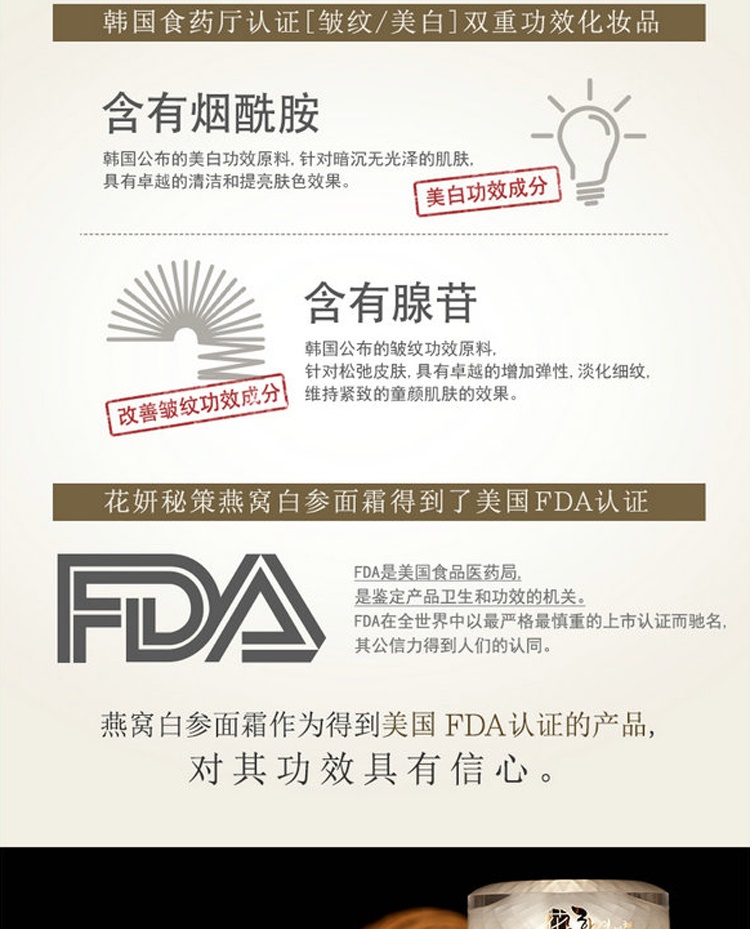 韩国食药厅认证[皱纹/美白]双重功效化妆品
含有烟酰胺
韩国公布的美白功效原料,针对暗沉无光泽的肌肤,
具有卓越的清洁和提亮肤色效果。
美白功效成分
含有腺苷
韩国公布的皱纹功效原料,
针对松弛皮肤,具有卓越的增加弹性,淡化细纹,
维持紧致的童颜肌肤的效果。
改善皱纹功效成分
花妍秘策燕窝白参面霜得到了美国FDA认证
FDA
FDA是美国食品医药局,
是鉴定产品卫生和功效的机关。
FDA在全世界中以最严格最慎重的上市认证而驰名,
其公信力得到人们的认同。
燕窝白参面霜作为得到美国 FDA认证的产品,
对其功效具有信心。